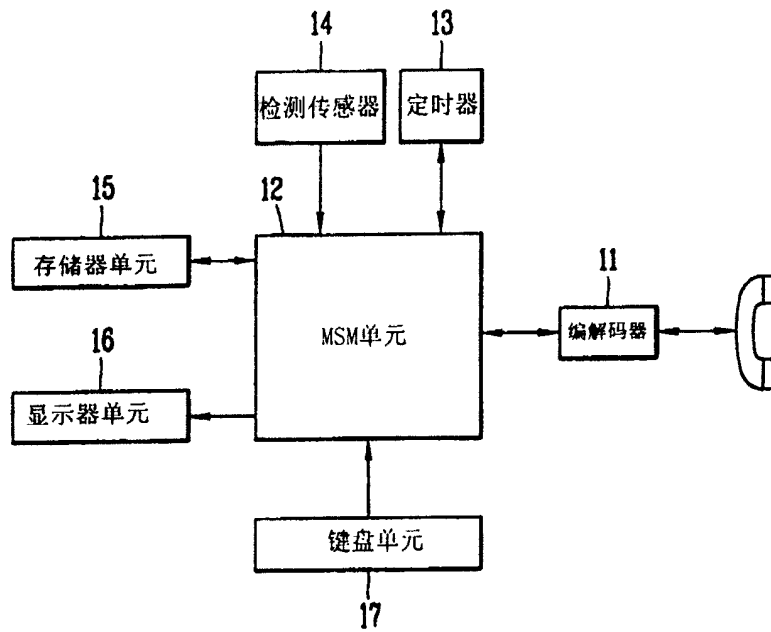 14
13
检测传感器
定时器
15
12
存储器单元
11
MSM单元
编解码器
16
显示器单元
键盘单元
17